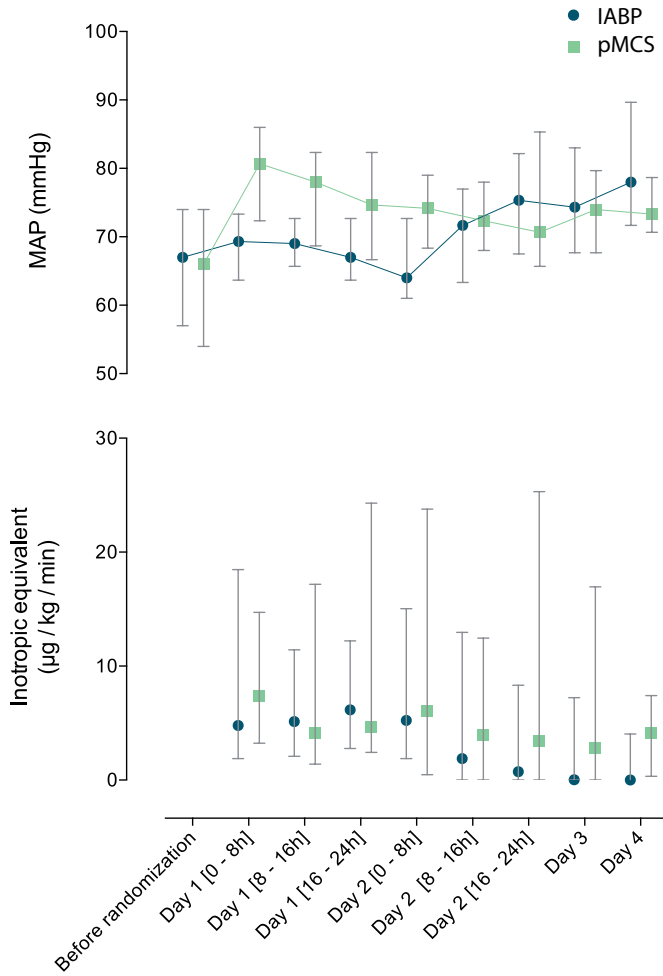 IABP
pMCS
MAP (mmHg)
100
90
80
70
60
50
Inotropic equivalent
(µg / kg / min)
30
20
10
0
Before randomization
Day 1 [0 - 8h]
Day 1 [8 - 16h]
Day 1 [16 - 24h]
Day 2 [0 - 8h]
Day 2 [8 - 16h]
Day 2 [16 - 24h]
Day 3
Day 4